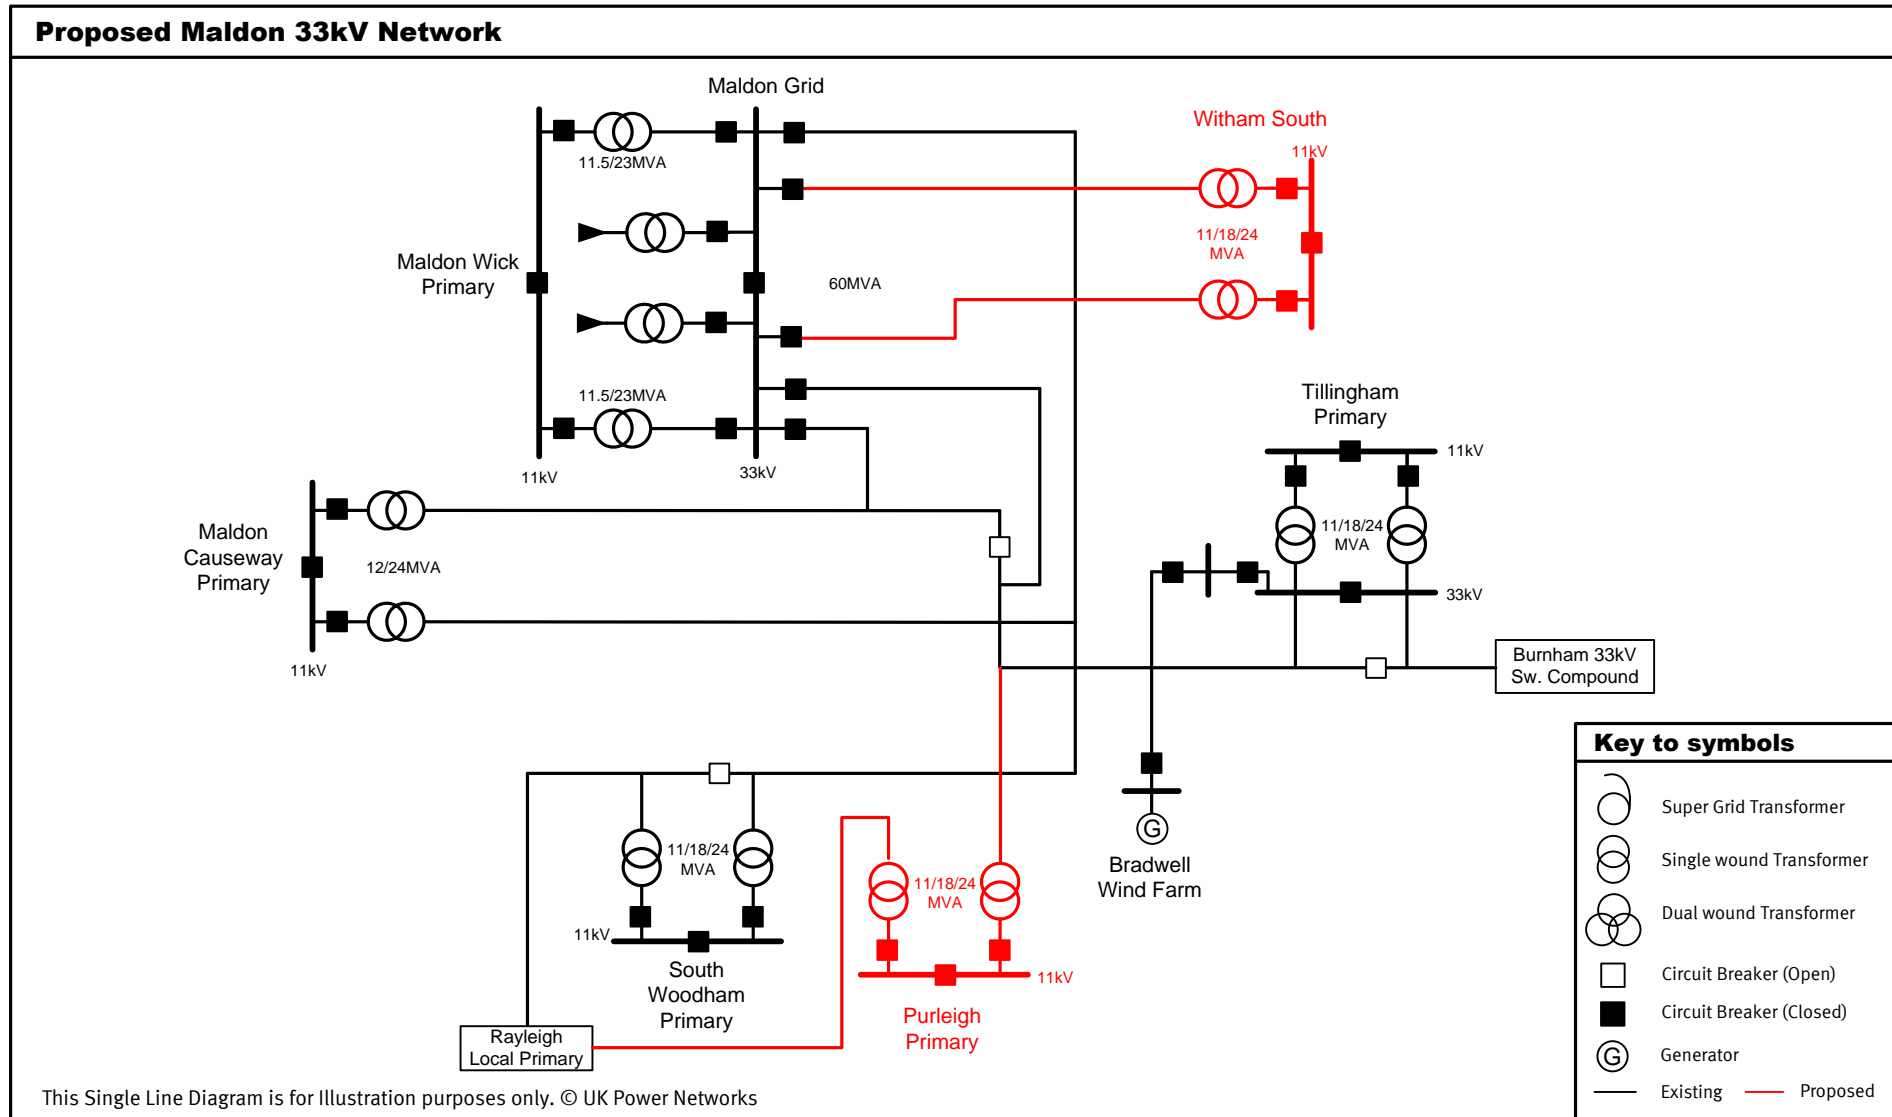 Proposed Maldon 33kV Network
Maldon Grid
Witham South
11kV
11.5/23MVA
11/18/24
MVA
Maldon Wick
Primary
60MVA
11.5/23MVA
11kV
33kV
Tillingham
Primary
11kV
11/18/24
MVA
33kV
Maldon
Causeway
Primary
12/24MVA
11kV
Burnham 33kV
Sw. Compound
11/18/24
MVA
11kV
South
Woodham
Primary
11/18/24
MVA
11kV
Purleigh
Primary
G
Bradwell
Wind Farm
Rayleigh
Local Primary
Key to symbols
Super Grid Transformer
Single wound Transformer
Dual wound Transformer
Circuit Breaker (Open)
Circuit Breaker (Closed)
G Generator
Existing Proposed
This Single Line Diagram is for Illustration purposes only. © UK Power Networks